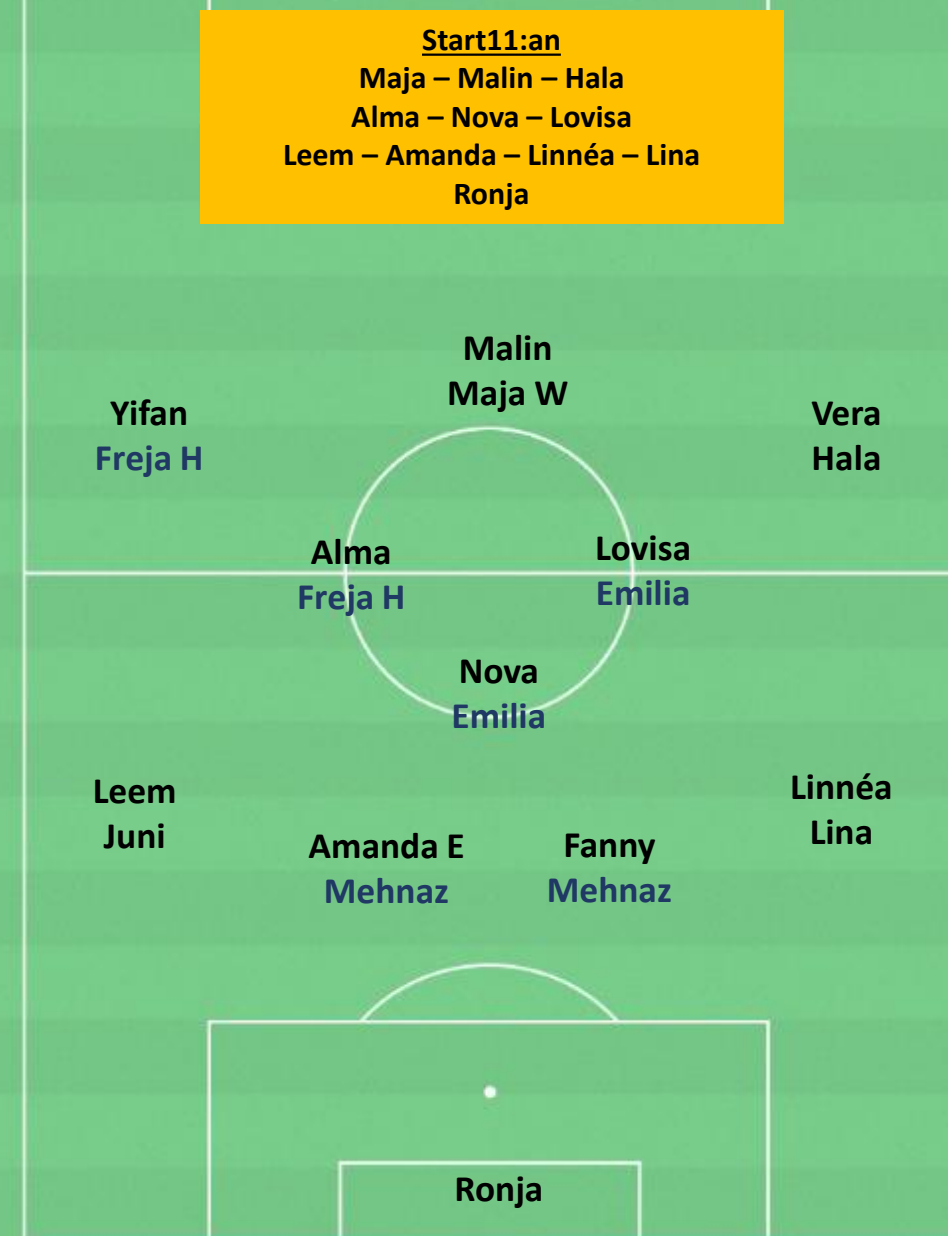 Start11:an
Maja – Malin – Hala
Alma – Nova – Lovisa
Leem – Amanda – Linnéa – Lina
Ronja
Malin
Maja W
Yifan
Freja H
Vera
Hala
Alma
Freja H
Lovisa
Emilia
Nova
Emilia
Leem
Juni
Amanda E
Mehnaz
Fanny
Mehnaz
Linnéa
Lina
Ronja